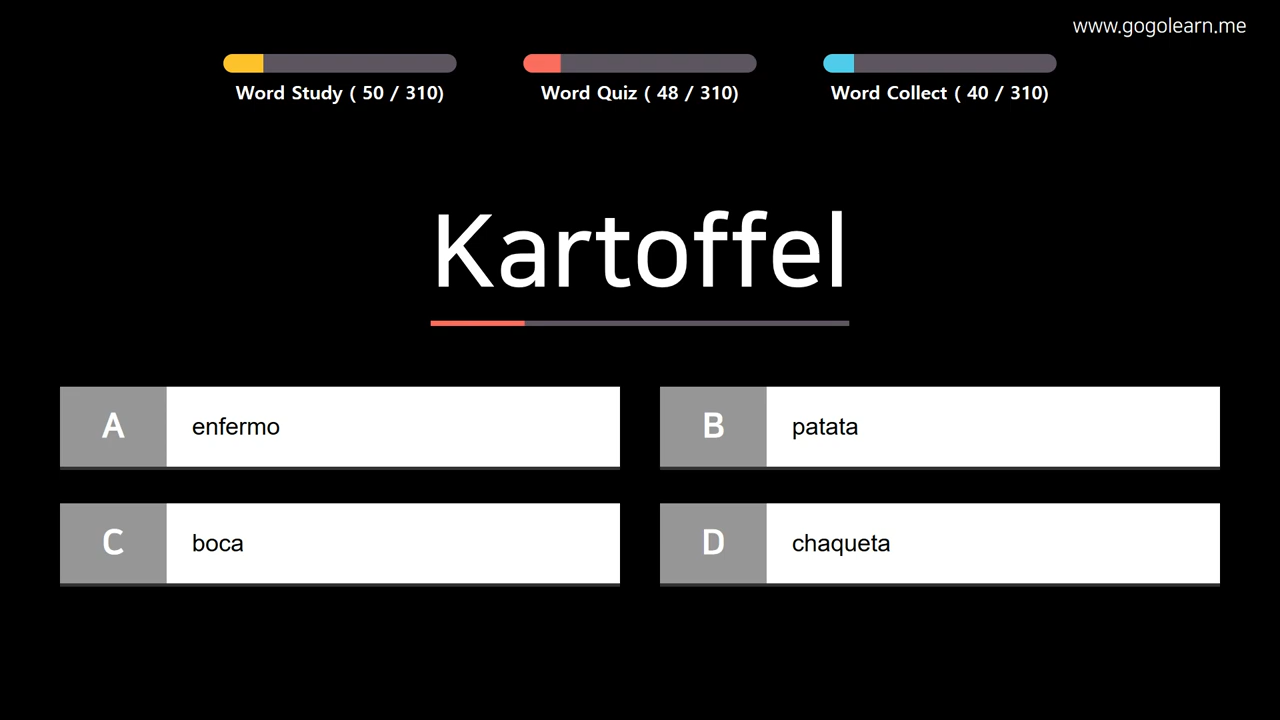 www.gogolearn.me
Word Study ( 50 / 310)
Word Quiz ( 48 / 310)
Word Collect ( 40 / 310)
Kartoffel
A
enfermo
B
patata
C
boca
D
chaqueta